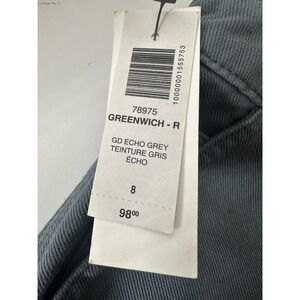 10000001555753
78975
GREENWICH - R
GD ECHO GREY
TEINTURE GRIS
ÉCHO
8
98⁰⁰